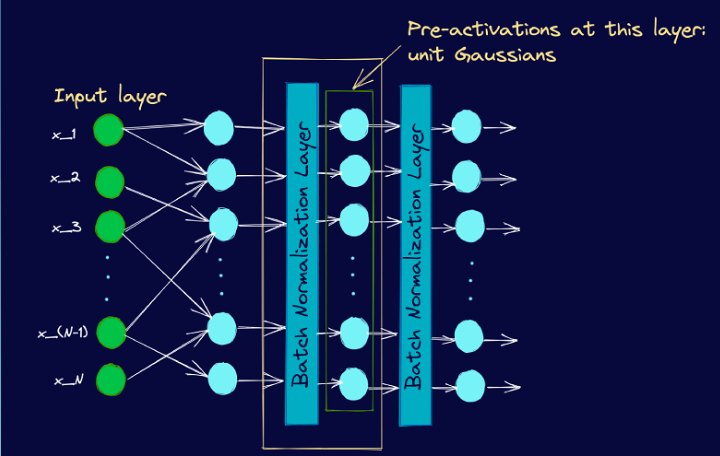 Pre-activations at this layer:
unit Gaussians
Input layer
x_1
x_2
x_3
x_(N-1)
x_N
Batch Normalization Layer
Batch Normalization Layer